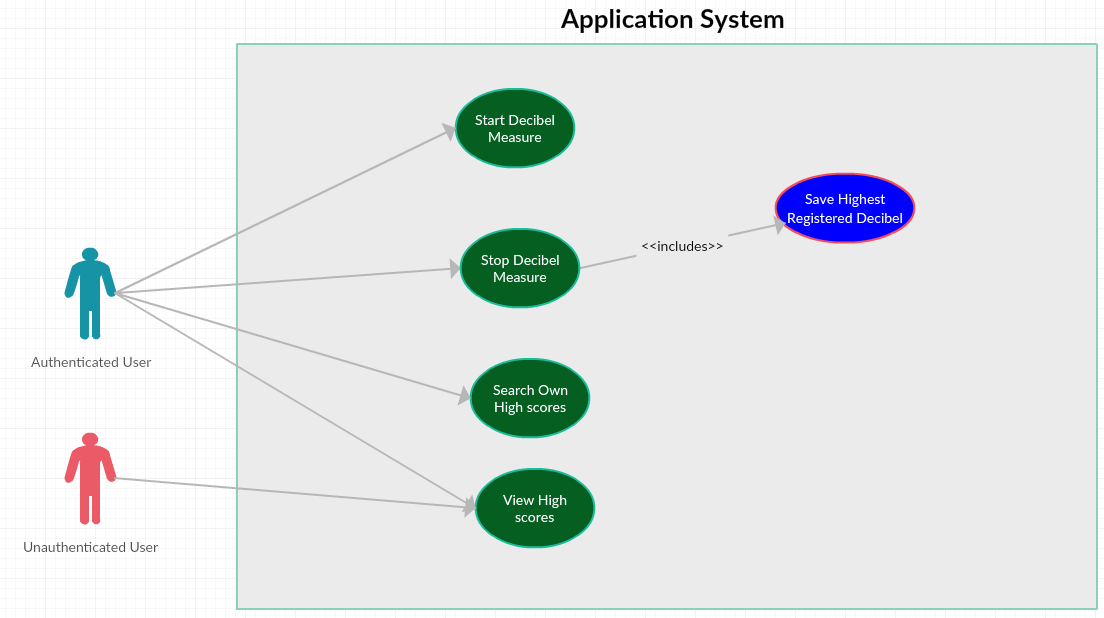 Application System
Start Decibel
Measure
Save Highest
Registered Decibel
<<includes>>
Stop Decibel
Measure
Authenticated User
Search Own
High scores
View High
scores
Unauthenticated User